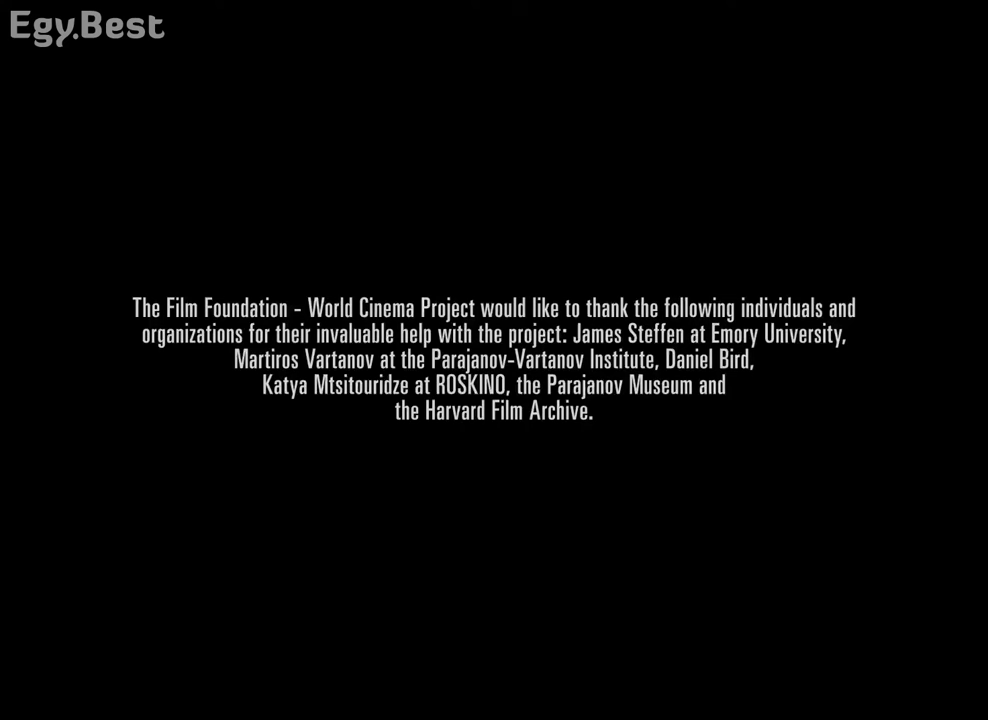 Egy.Best
The Film Foundation - World Cinema Project would like to thank the following individuals and
organizations for their invaluable help with the project: James Steffen at Emory University,
Martiros Vartanov at the Parajanov-Vartanov Institute, Daniel Bird,
Katya Mtsitouridze at ROSKINO, the Parajanov Museum and
the Harvard Film Archive.